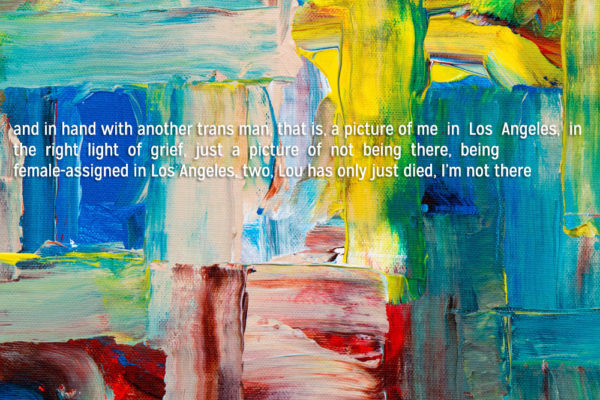 and in hand with another trans man, that is, a picture of me in Los Angeles, in
the right light of grief, just a picture of not being there, being
female-assigned in Los Angeles, two, Lou has only just died, I'm not there